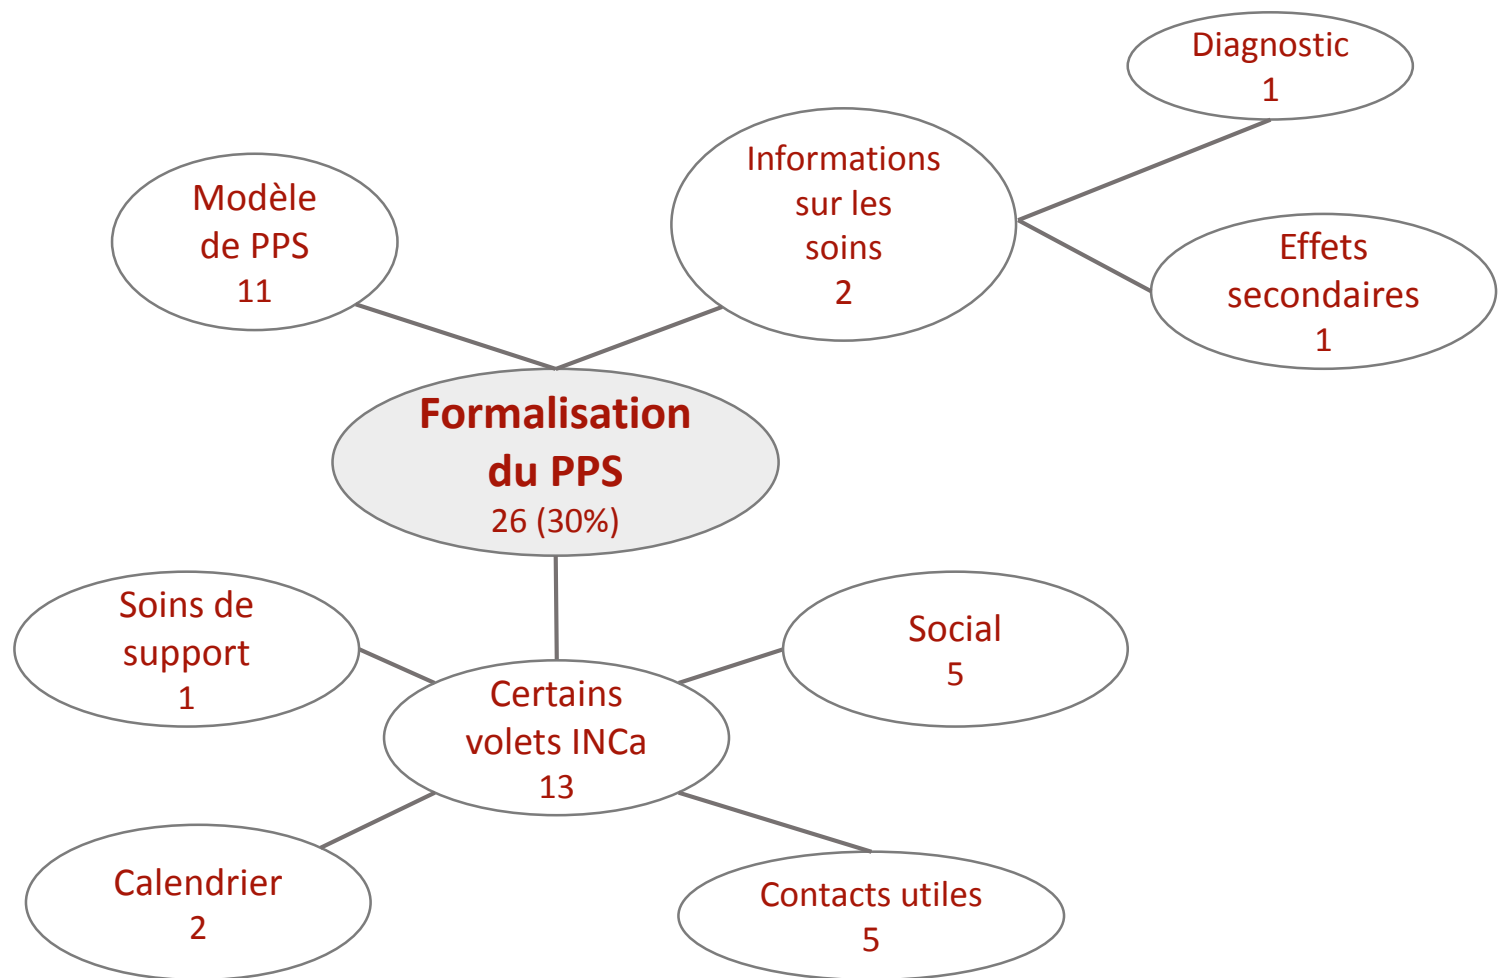 Diagnostic
1
Informations
sur les
soins
2
Modèle
de PPS
11
Effets
secondaires
1
Formalisation
du PPS
26 (30%)
Soins de
support
1
Social
5
Certains
volets INCa
13
Calendrier
2
Contacts utiles
5